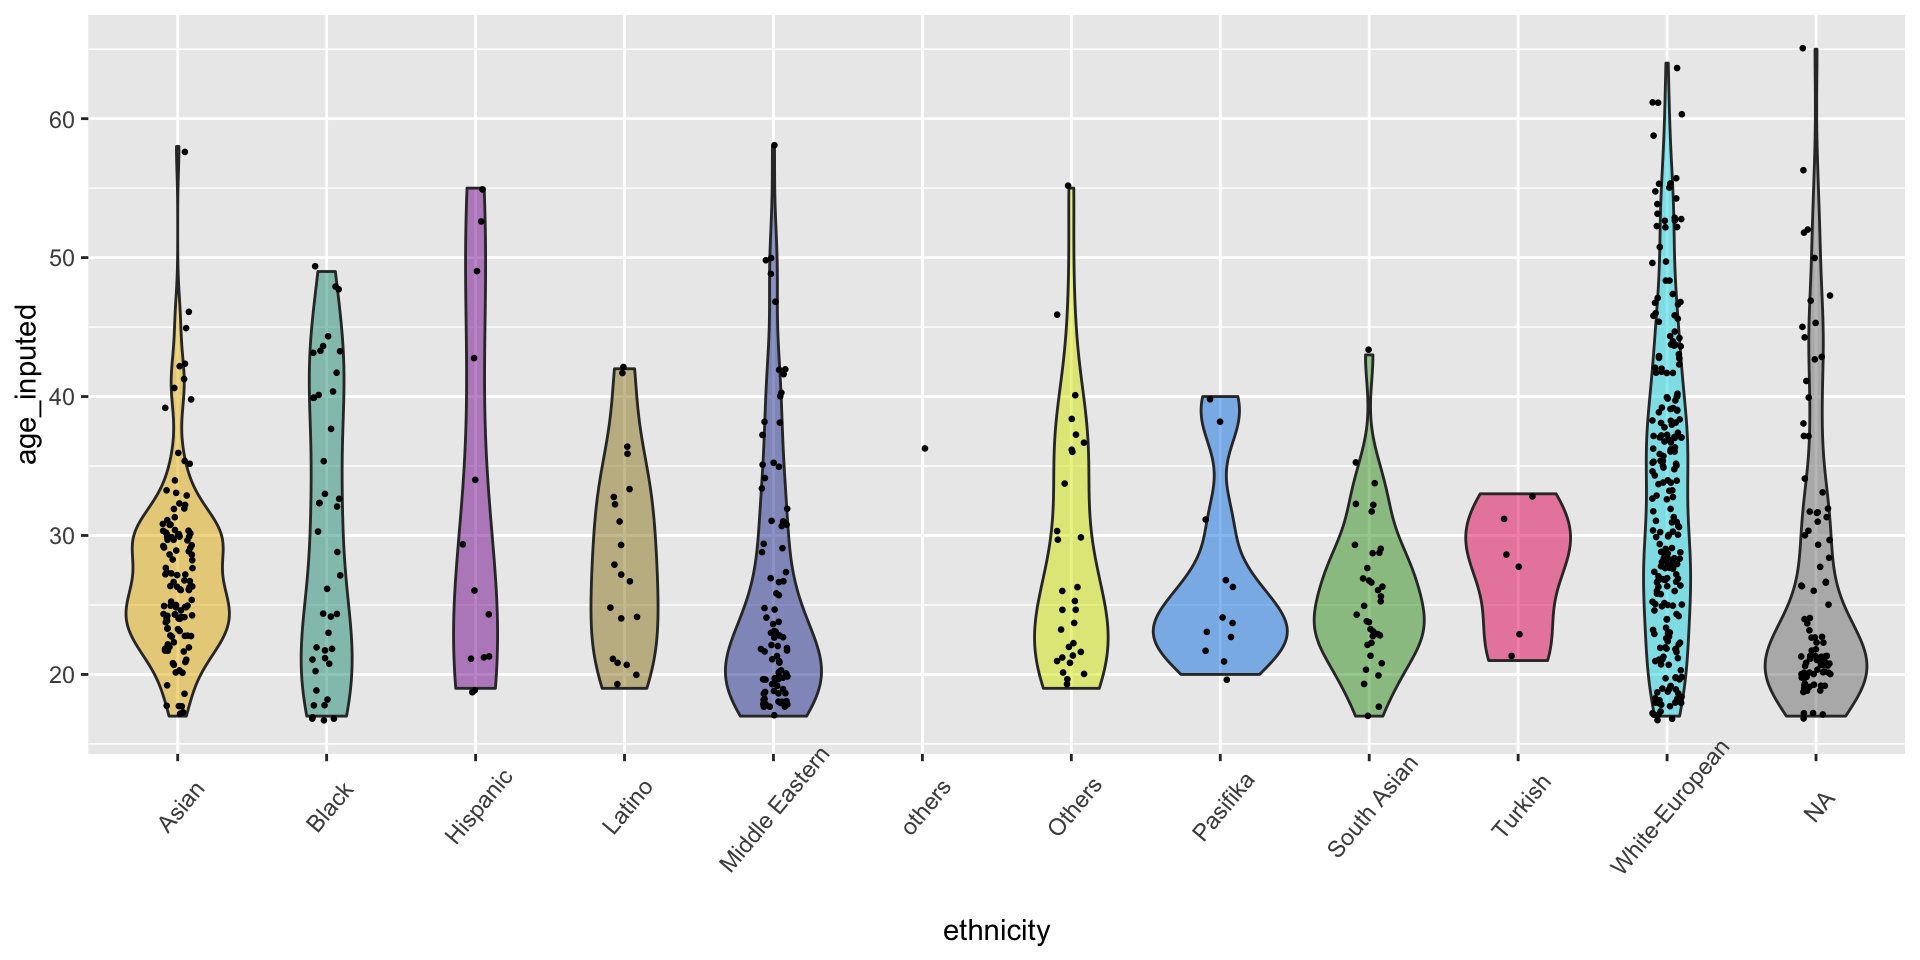 60
50
40
30
20
age_inputed
Asian
Black
Hispanic
Latino
Middle Eastern
others
Others
Pasifika
South Asian
Turkish
White-European
NA
ethnicity